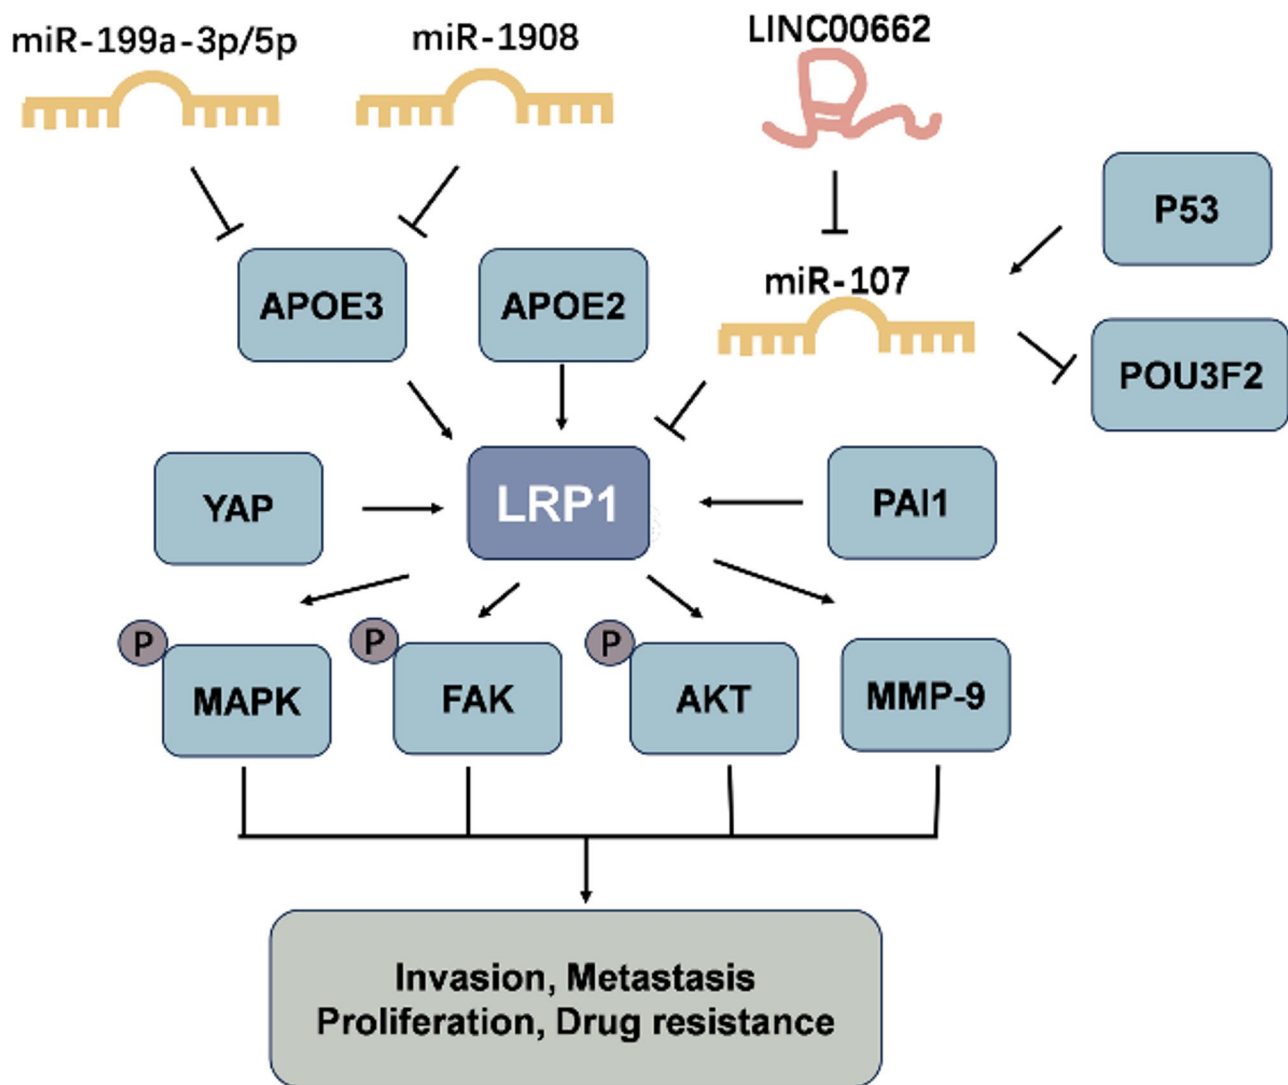 miR-199a-3p/5p
miR-1908
LINC00662
P53
miR-107
APOE3
APOE2
POU3F2
YAP
LRP1
PAI1
P
MAPK
P
FAK
P
AKT
MMP-9
Invasion, Metastasis
Proliferation, Drug resistance